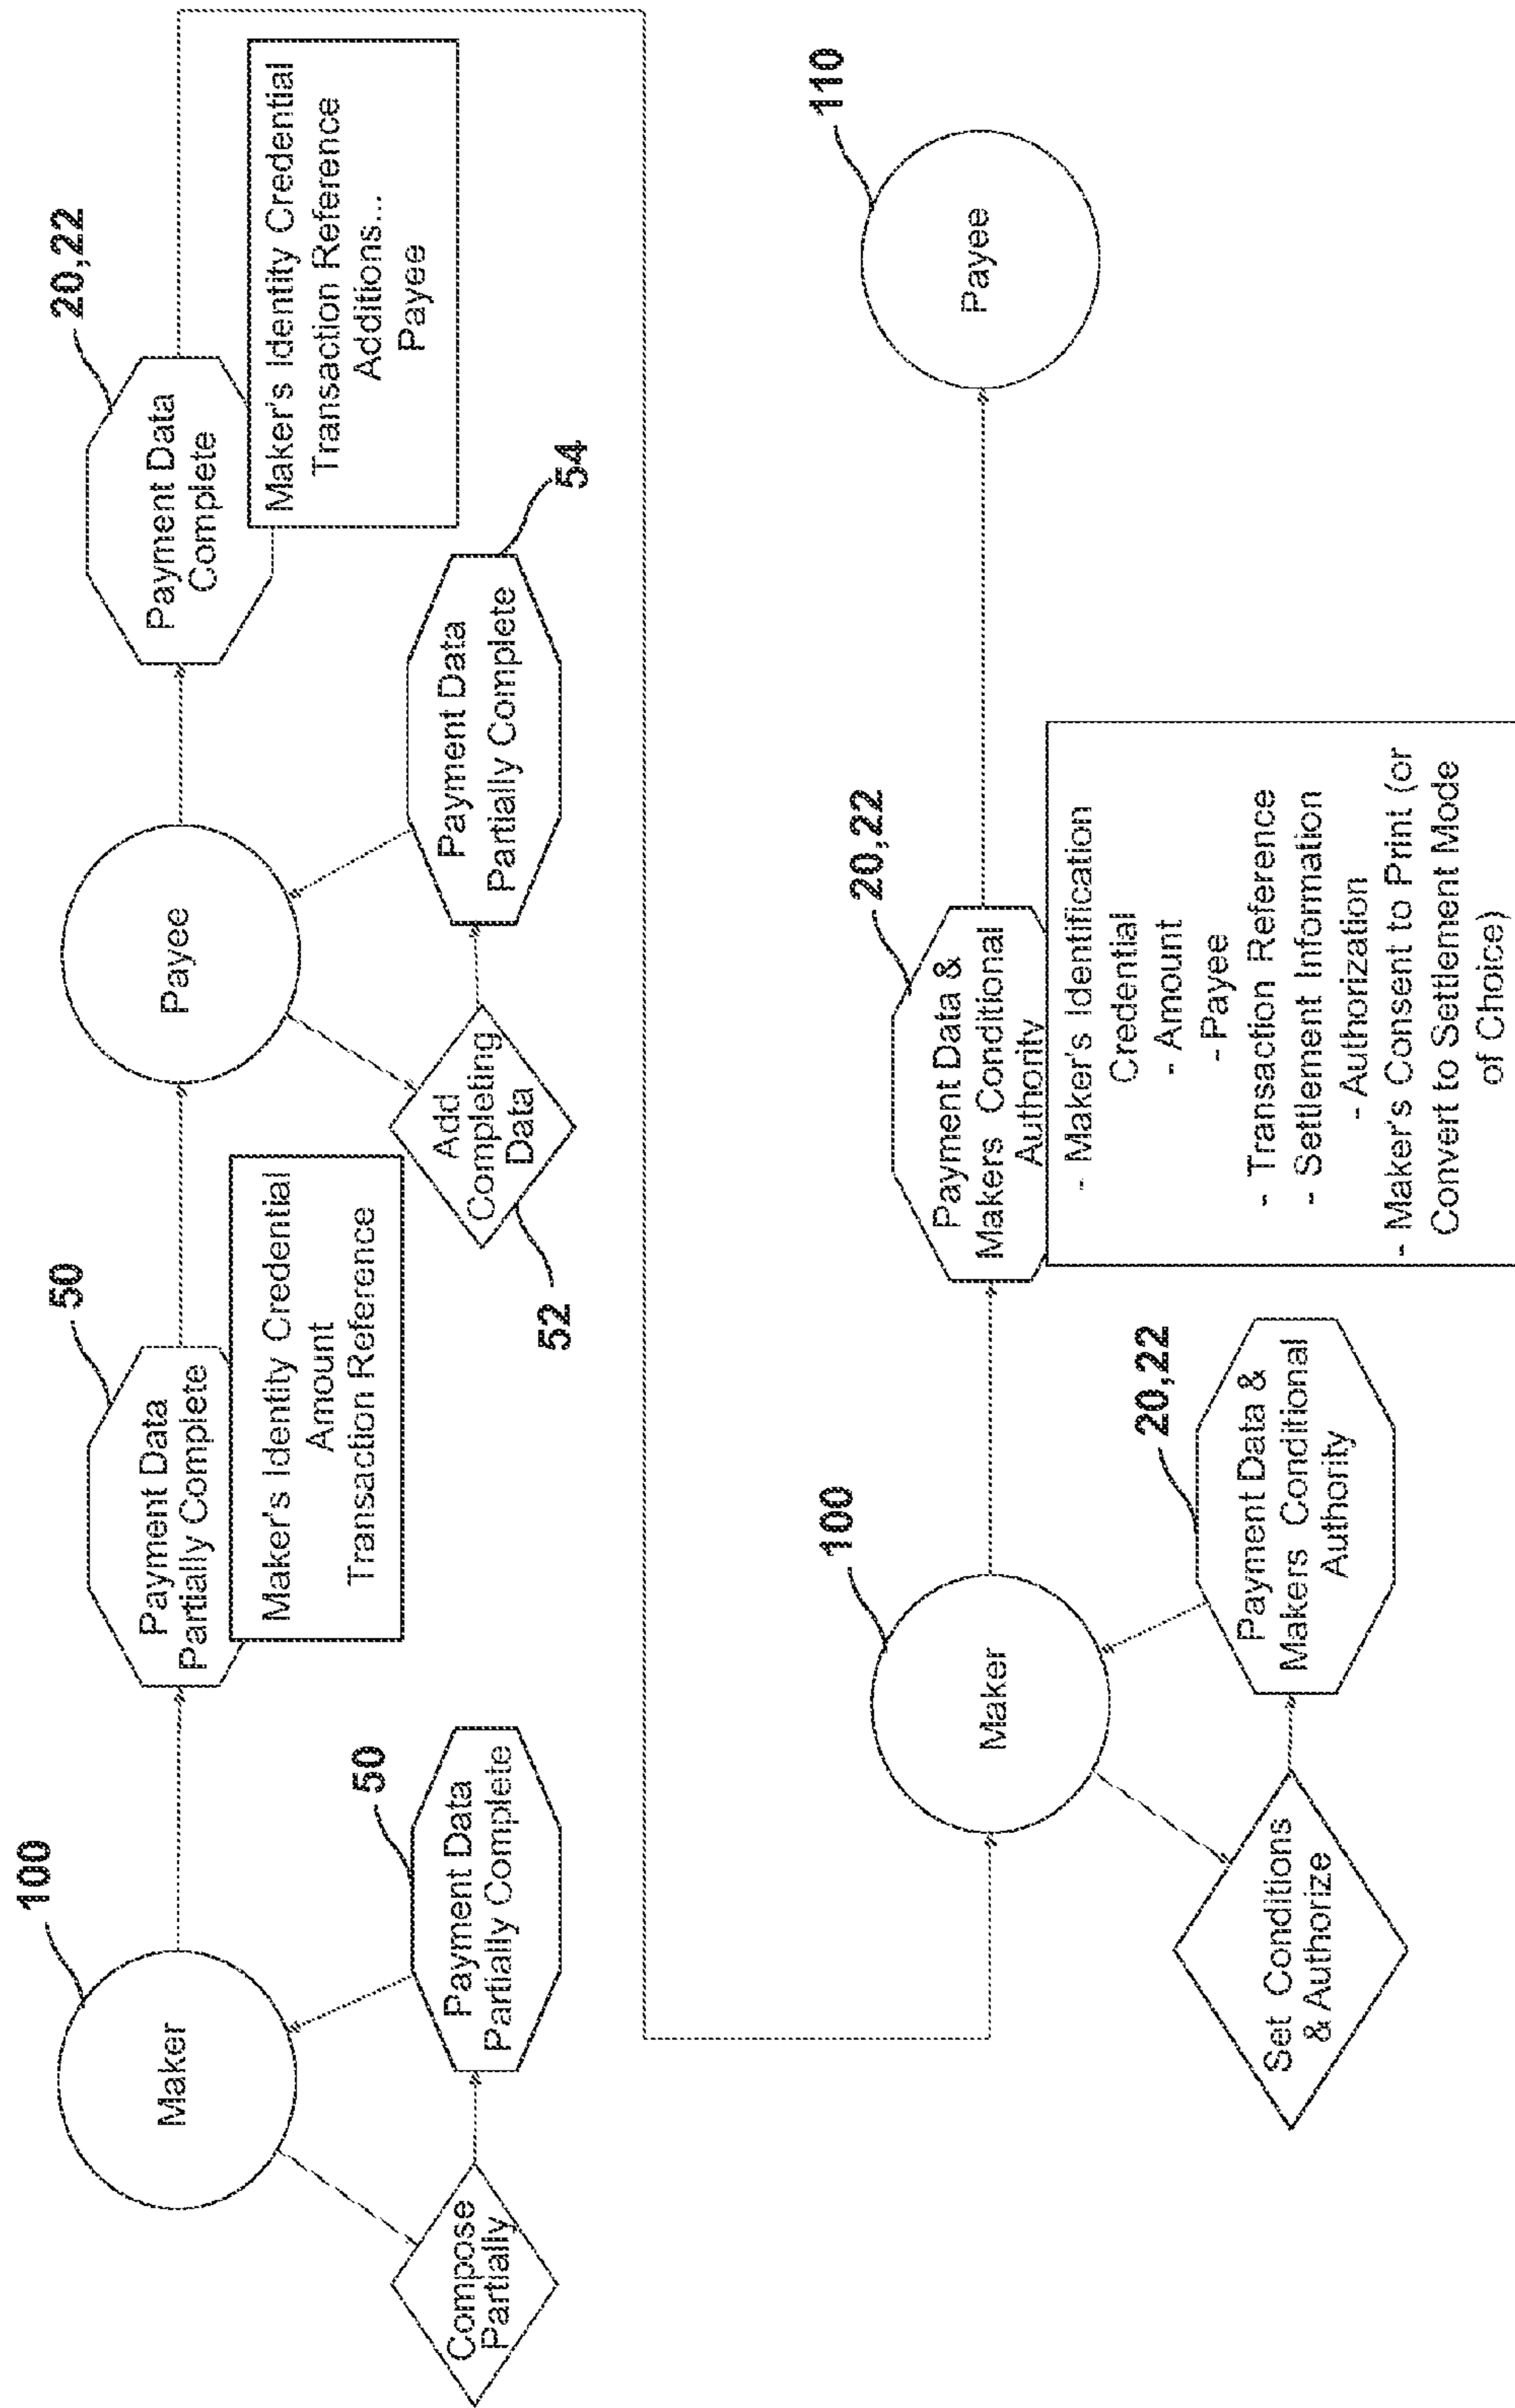 100
Maker
Compose
Partially
50
Payment Data
Partially Complete
50
Payment Data
Partially Complete
Maker's Identity Credential
Amount
Transaction Reference
Payee
52
Add
Completing
Data
54
Payment Data
Partially Complete
20,22
Payment Data
Complete
Maker's Identity Credential
Transaction Reference
Additions...
Payee
100
Maker
Set Conditions
& Authorize
20,22
Payment Data &
Makers Conditional
Authority
20,22
Payment Data &
Makers Conditional
Authority
- Maker's Identification
Credential
- Amount
- Payee
- Transaction Reference
- Settlement Information
- Authorization
- Maker's Consent to Print (or
Convert to Settlement Mode
of Choice)
110
Payee